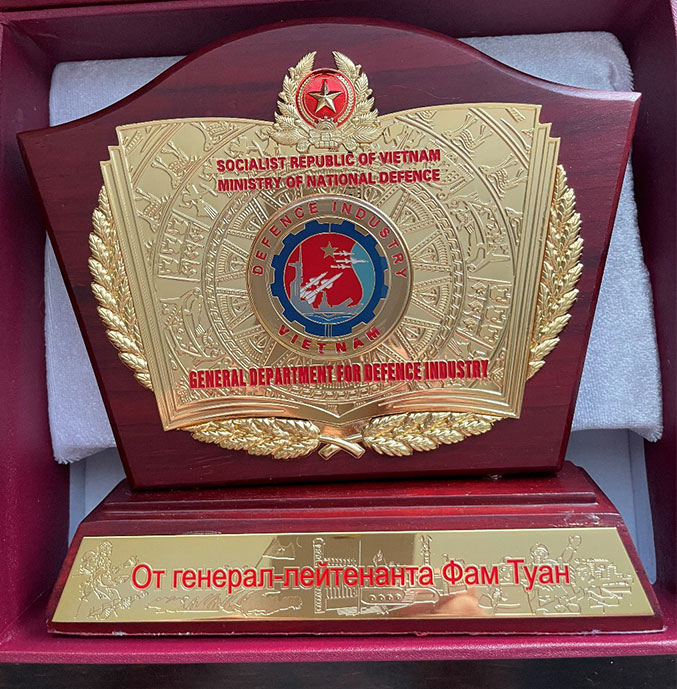 SOCIALIST REPUBLIC OF VIETNAM
MINISTRY OF NATIONAL DEFENCE
DEFENCE INDUSTRY
VIETNAM
GENERAL DEPARTMENT FOR DEFENCE INDUSTRY
От генерал-лейтенанта Фам Туан